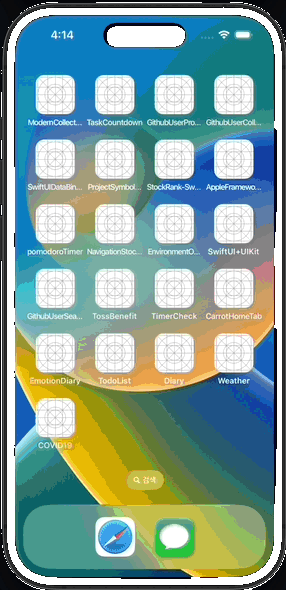 4:14
ModernCollect... TaskCountdown GithubUserPro... GithubUserColl...
SwiftUIDataBin... ProjectSymbol... StockRank-Sw... AppleFramewo...
pomodoroTimer NavigationStoc... EnvironmentO... SwiftUI+UIKit
GithubUserSea... TossBenefit TimerCheck CarrotHomeTab
EmotionDiary TodoList Diary Weather
COVID19
검색